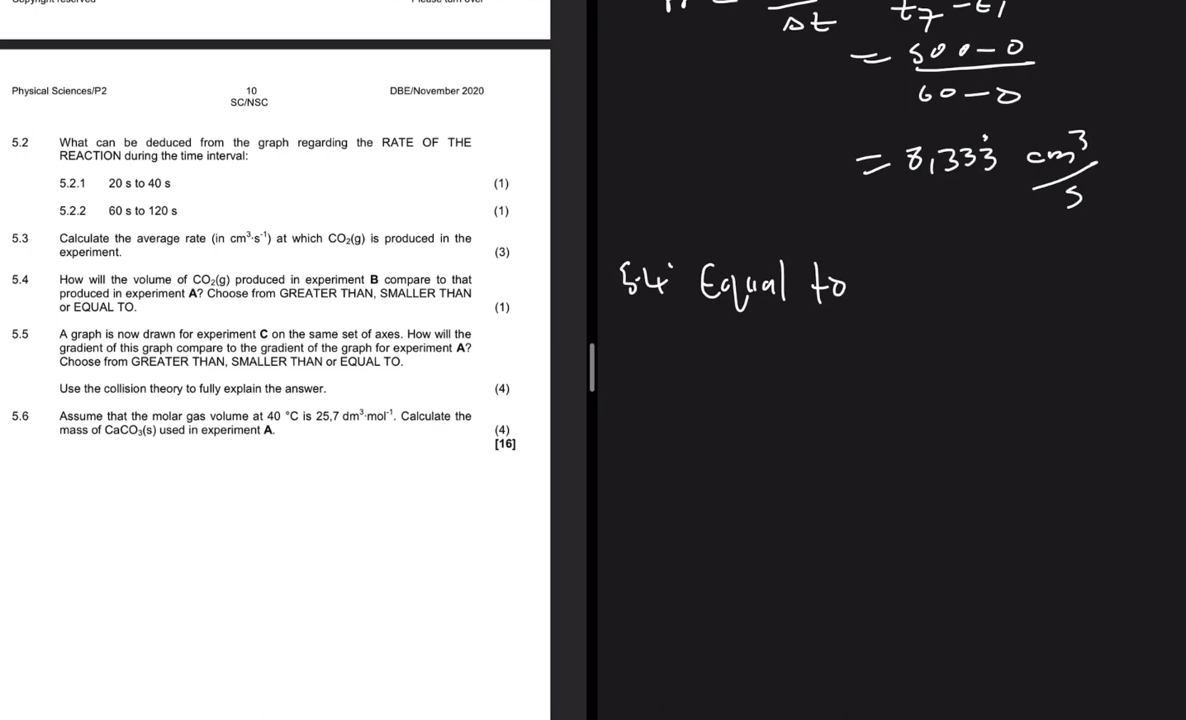 Copyright reserved
Please turn over
Physical Sciences/P2
10
DBE/November 2020
SC/NSC
5.2 What can be deduced from the graph regarding the RATE OF THE
REACTION during the time interval:
5.2.1 20 s to 40 s (1)
5.2.2 60 s to 120 s (1)
5.3 Calculate the average rate (in cm³·s⁻¹) at which CO₂(g) is produced in the
experiment. (3)
5.4 How will the volume of CO₂(g) produced in experiment B compare to that
produced in experiment A? Choose from GREATER THAN, SMALLER THAN
or EQUAL TO. (1)
5.5 A graph is now drawn for experiment C on the same set of axes. How will the
gradient of this graph compare to the gradient of the graph for experiment A?
Choose from GREATER THAN, SMALLER THAN or EQUAL TO.
Use the collision theory to fully explain the answer. (4)
5.6 Assume that the molar gas volume at 40 °C is 25,7 dm³·mol⁻¹. Calculate the
mass of CaCO₃(s) used in experiment A. (4)
[16]
Δt t7 - t1
= 500 - 0
60 - 0
= 8,333̇ cm³/s
5.4 Equal to